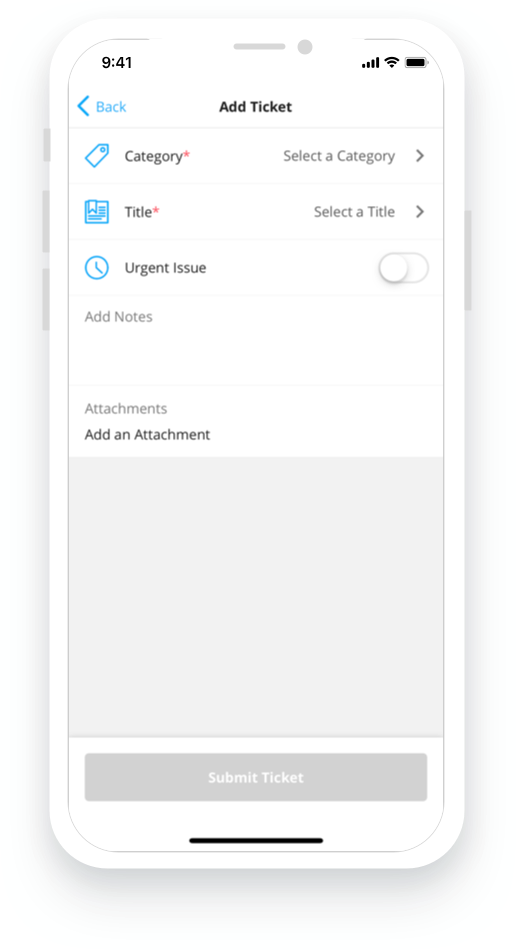 9:41
Back Add Ticket
Category* Select a Category
Title* Select a Title
Urgent Issue
Add Notes
Attachments
Add an Attachment
Submit Ticket